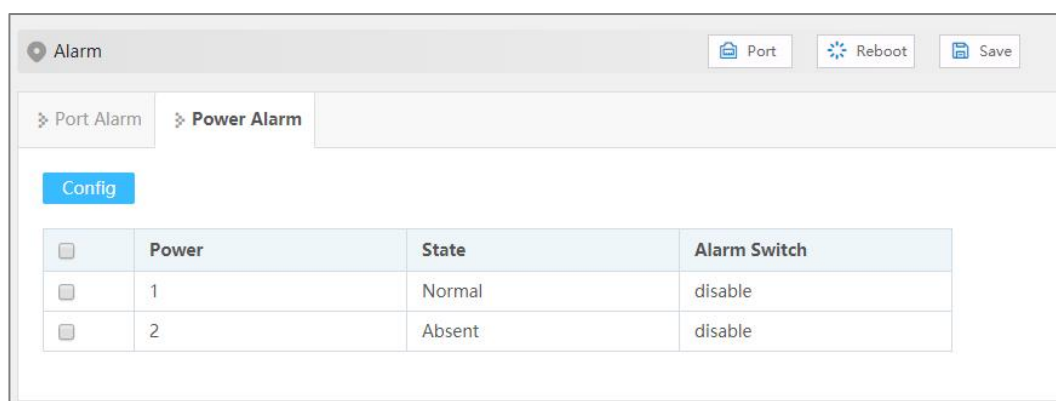 Alarm Port Reboot Save
Port Alarm Power Alarm
Config
Power State Alarm Switch
1 Normal disable
2 Absent disable